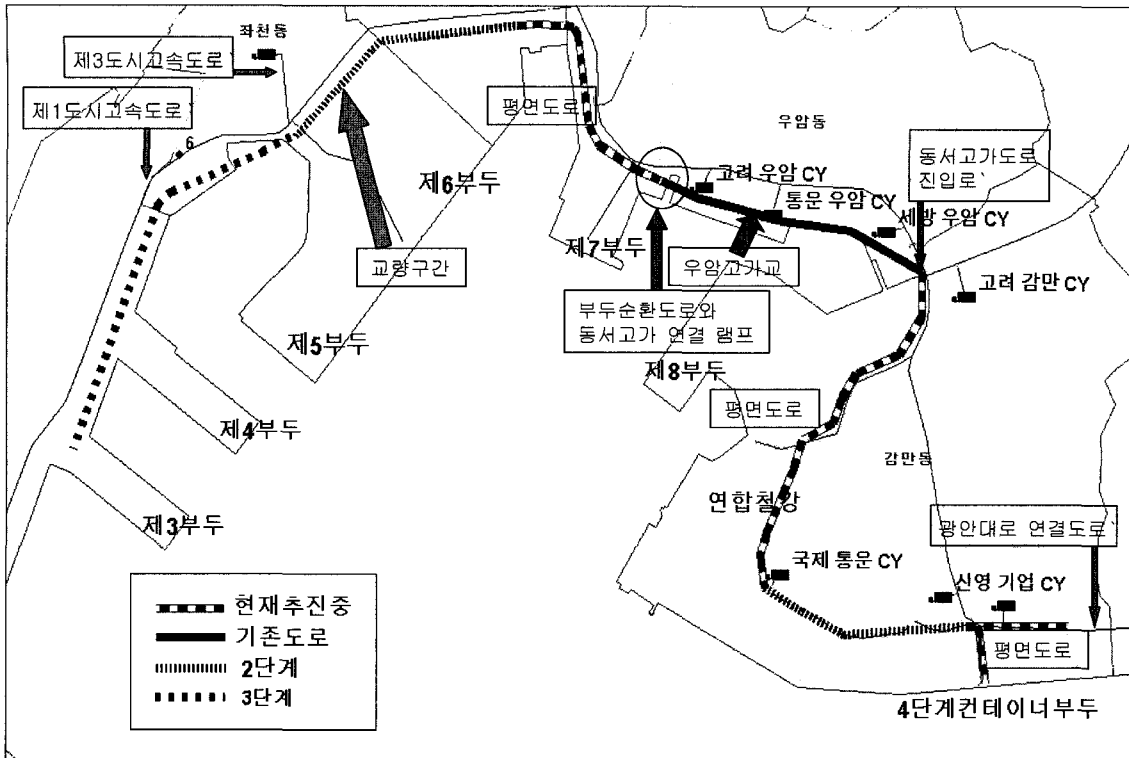 좌천동
제3도시고속도로`
제1도시고속도로`
6
평면도로
우암동
동서고가도로
진입로`
고려 우암 CY
통운 우암 CY
세방 우암 CY
고려 감만 CY
제6부두
제7부두
교량구간
우암고가교
부두순환도로와
동서고가 연결 램프
제5부두
제8부두
평면도로
제4부두
감만동
연합철강
제3부두
광안대로 연결도로`
국제 통운 CY
신영 기업 CY
평면도로
4단계컨테이너부두
현재추진중
기존도로
2단계
3단계